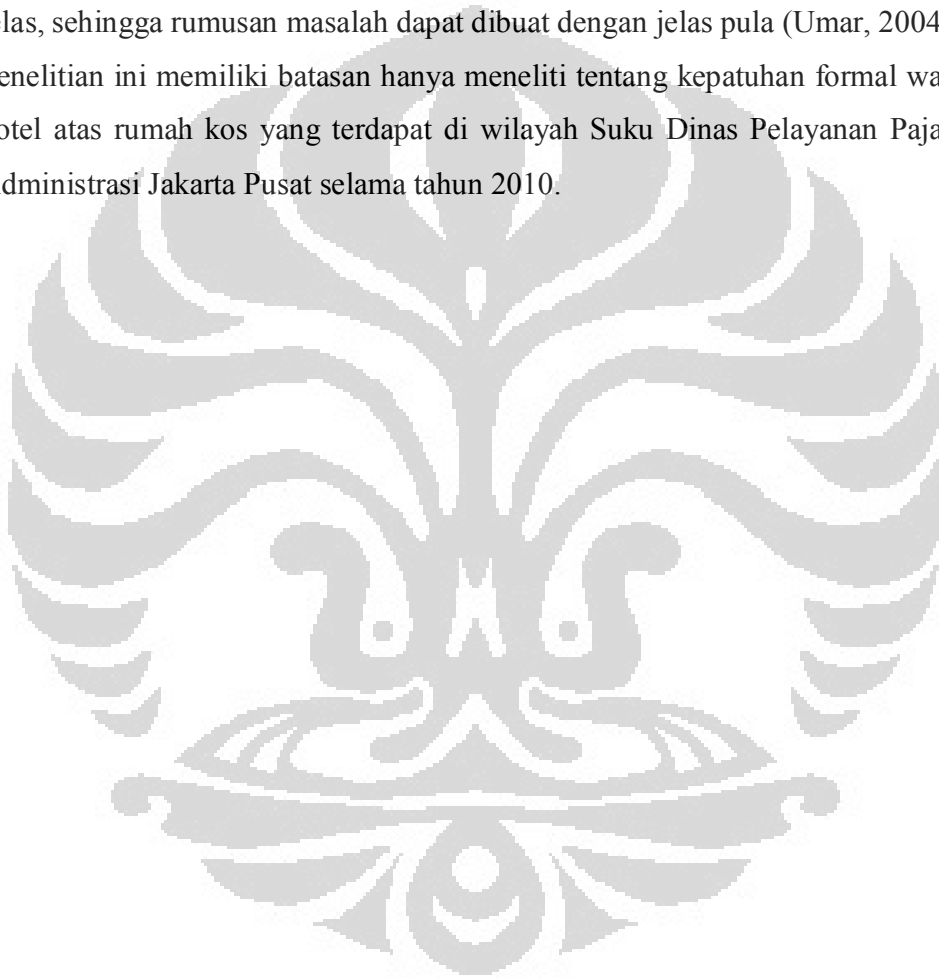 elas, sehingga rumusan masalah dapat dibuat dengan jelas pula (Umar, 2004
enelitian ini memiliki batasan hanya meneliti tentang kepatuhan formal wa
otel atas rumah kos yang terdapat di wilayah Suku Dinas Pelayanan Paja
dministrasi Jakarta Pusat selama tahun 2010.